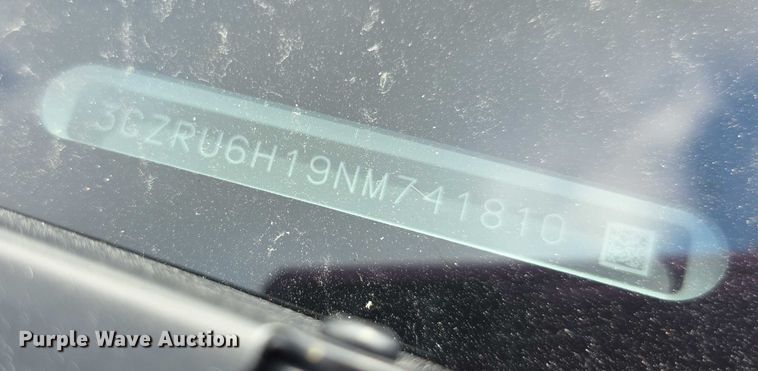 3CZRU6H19NM741810
Purple Wave Auction